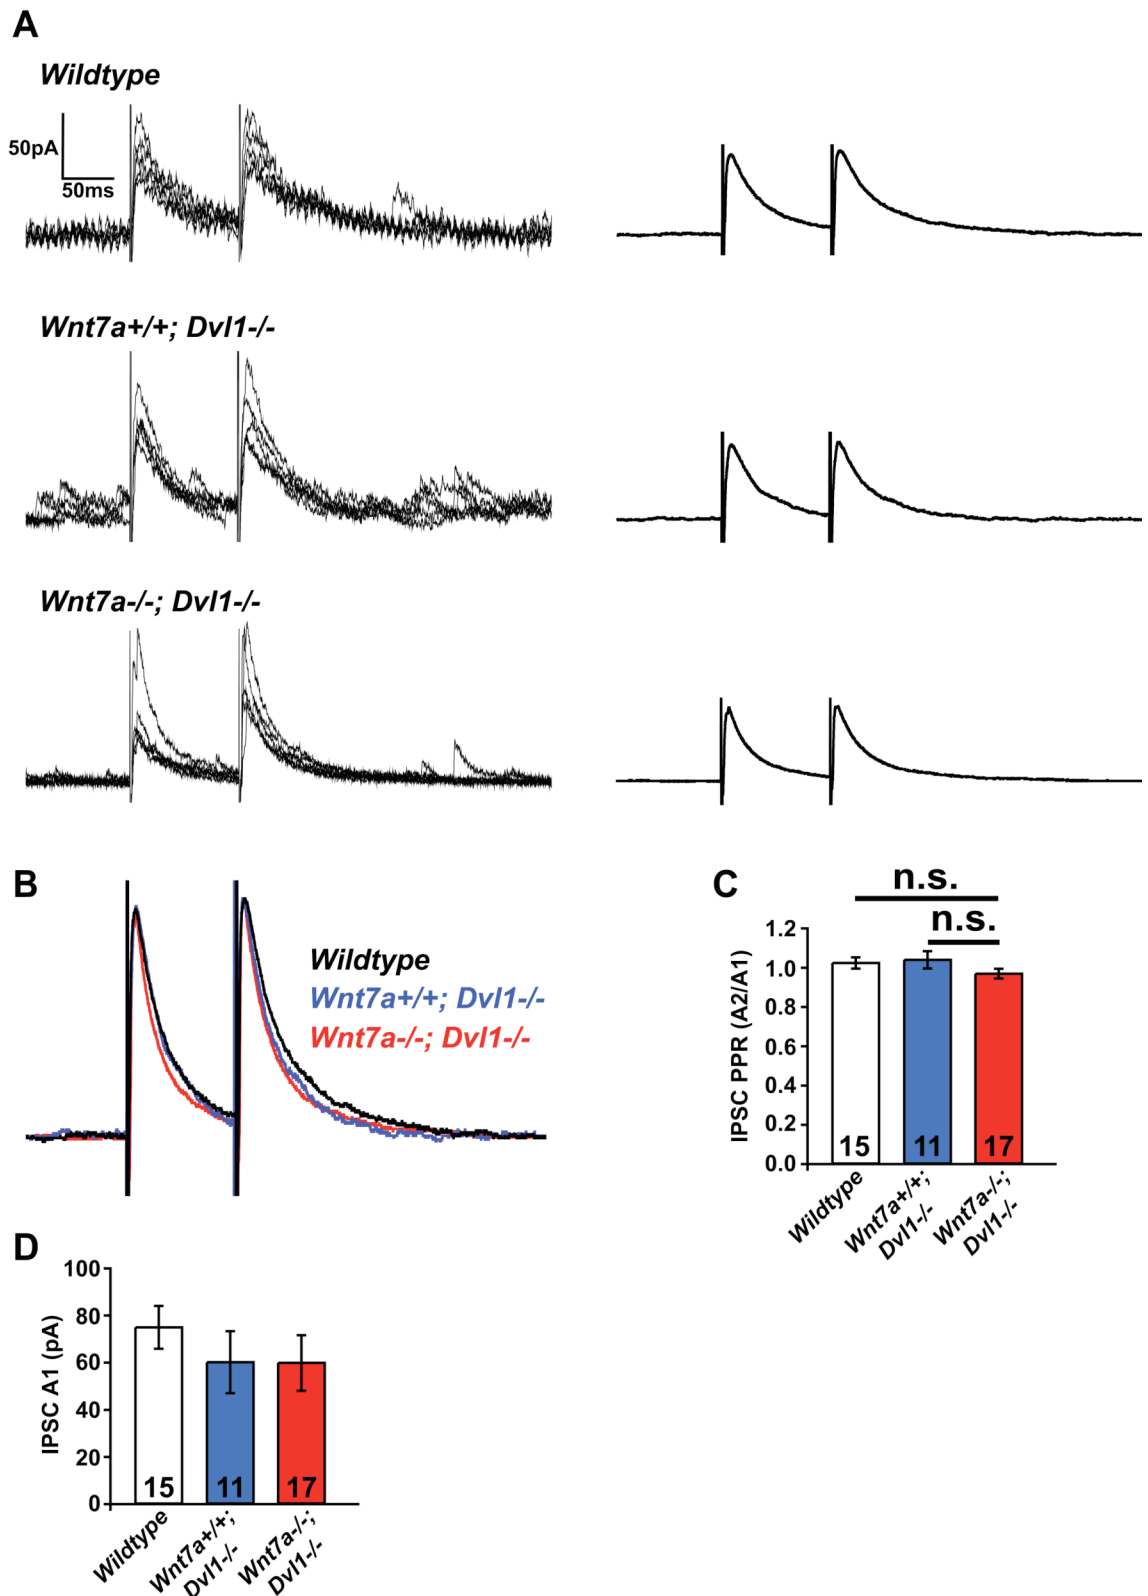 A
Wildtype
50pA
50ms
Wnt7a+/+; Dvl1-/-
Wnt7a-/-; Dvl1-/-
B
Wildtype
Wnt7a+/+; Dvl1-/-
Wnt7a-/-; Dvl1-/-
C
n.s.
n.s.
IPSC PPR (A2/A1)
1.2
1.0
0.8
0.6
0.4
0.2
0.0
15
11
17
Wildtype
Wnt7a+/+;
Dvl1-/-
Wnt7a-/-;
Dvl1-/-
D
IPSC A1 (pA)
100
80
60
40
20
0
15
11
17
Wildtype
Wnt7a+/+;
Dvl1-/-
Wnt7a-/-;
Dvl1-/-